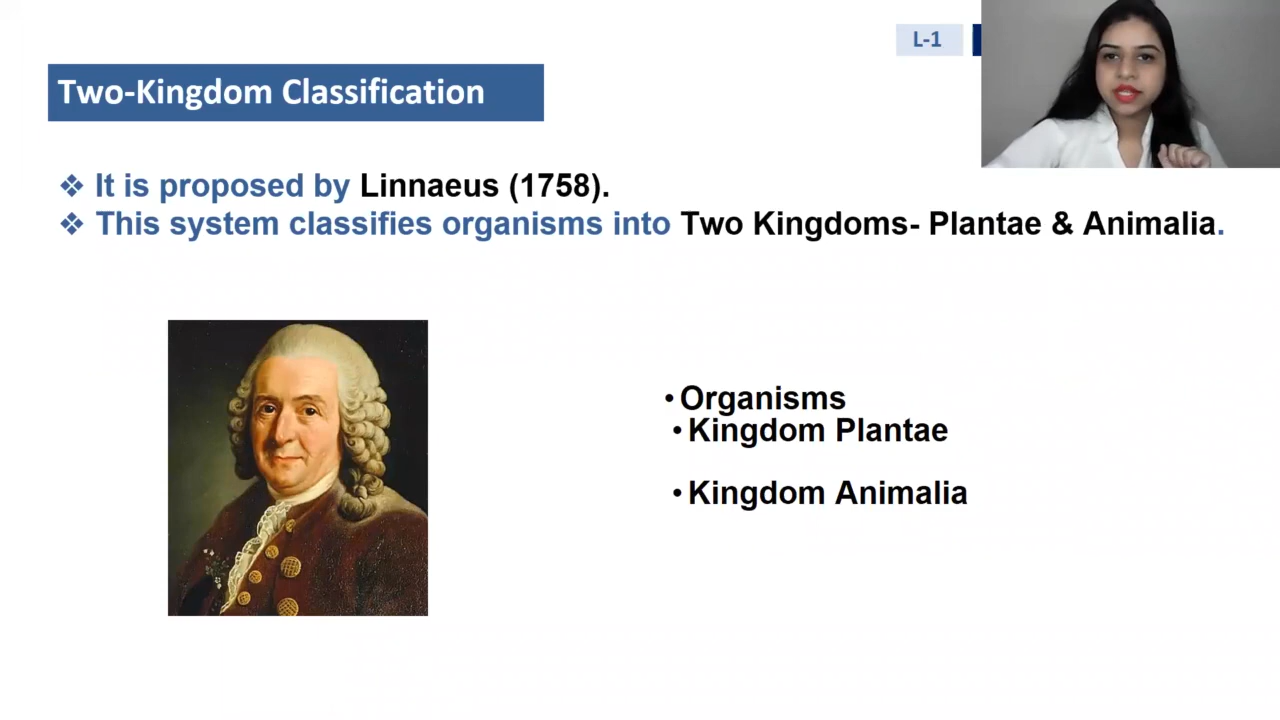 L-1
Two-Kingdom Classification
❖ It is proposed by Linnaeus (1758).
❖ This system classifies organisms into Two Kingdoms- Plantae & Animalia.
• Organisms
• Kingdom Plantae
• Kingdom Animalia